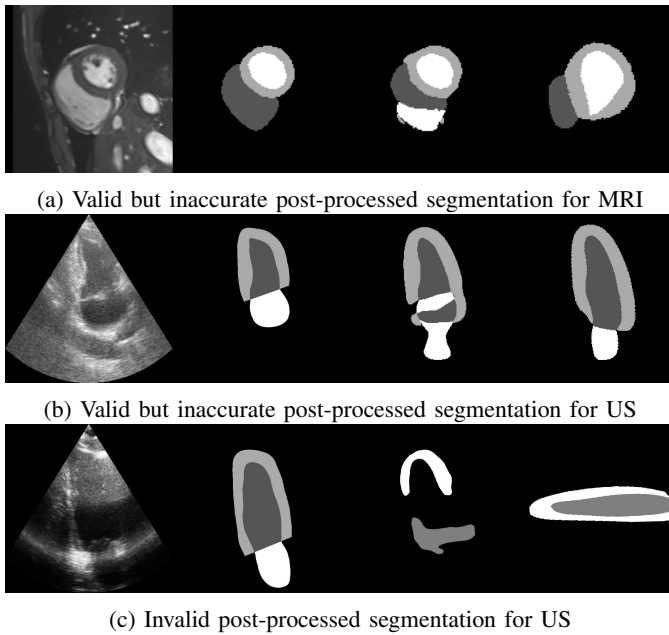 (a) Valid but inaccurate post-processed segmentation for MRI
(b) Valid but inaccurate post-processed segmentation for US
(c) Invalid post-processed segmentation for US